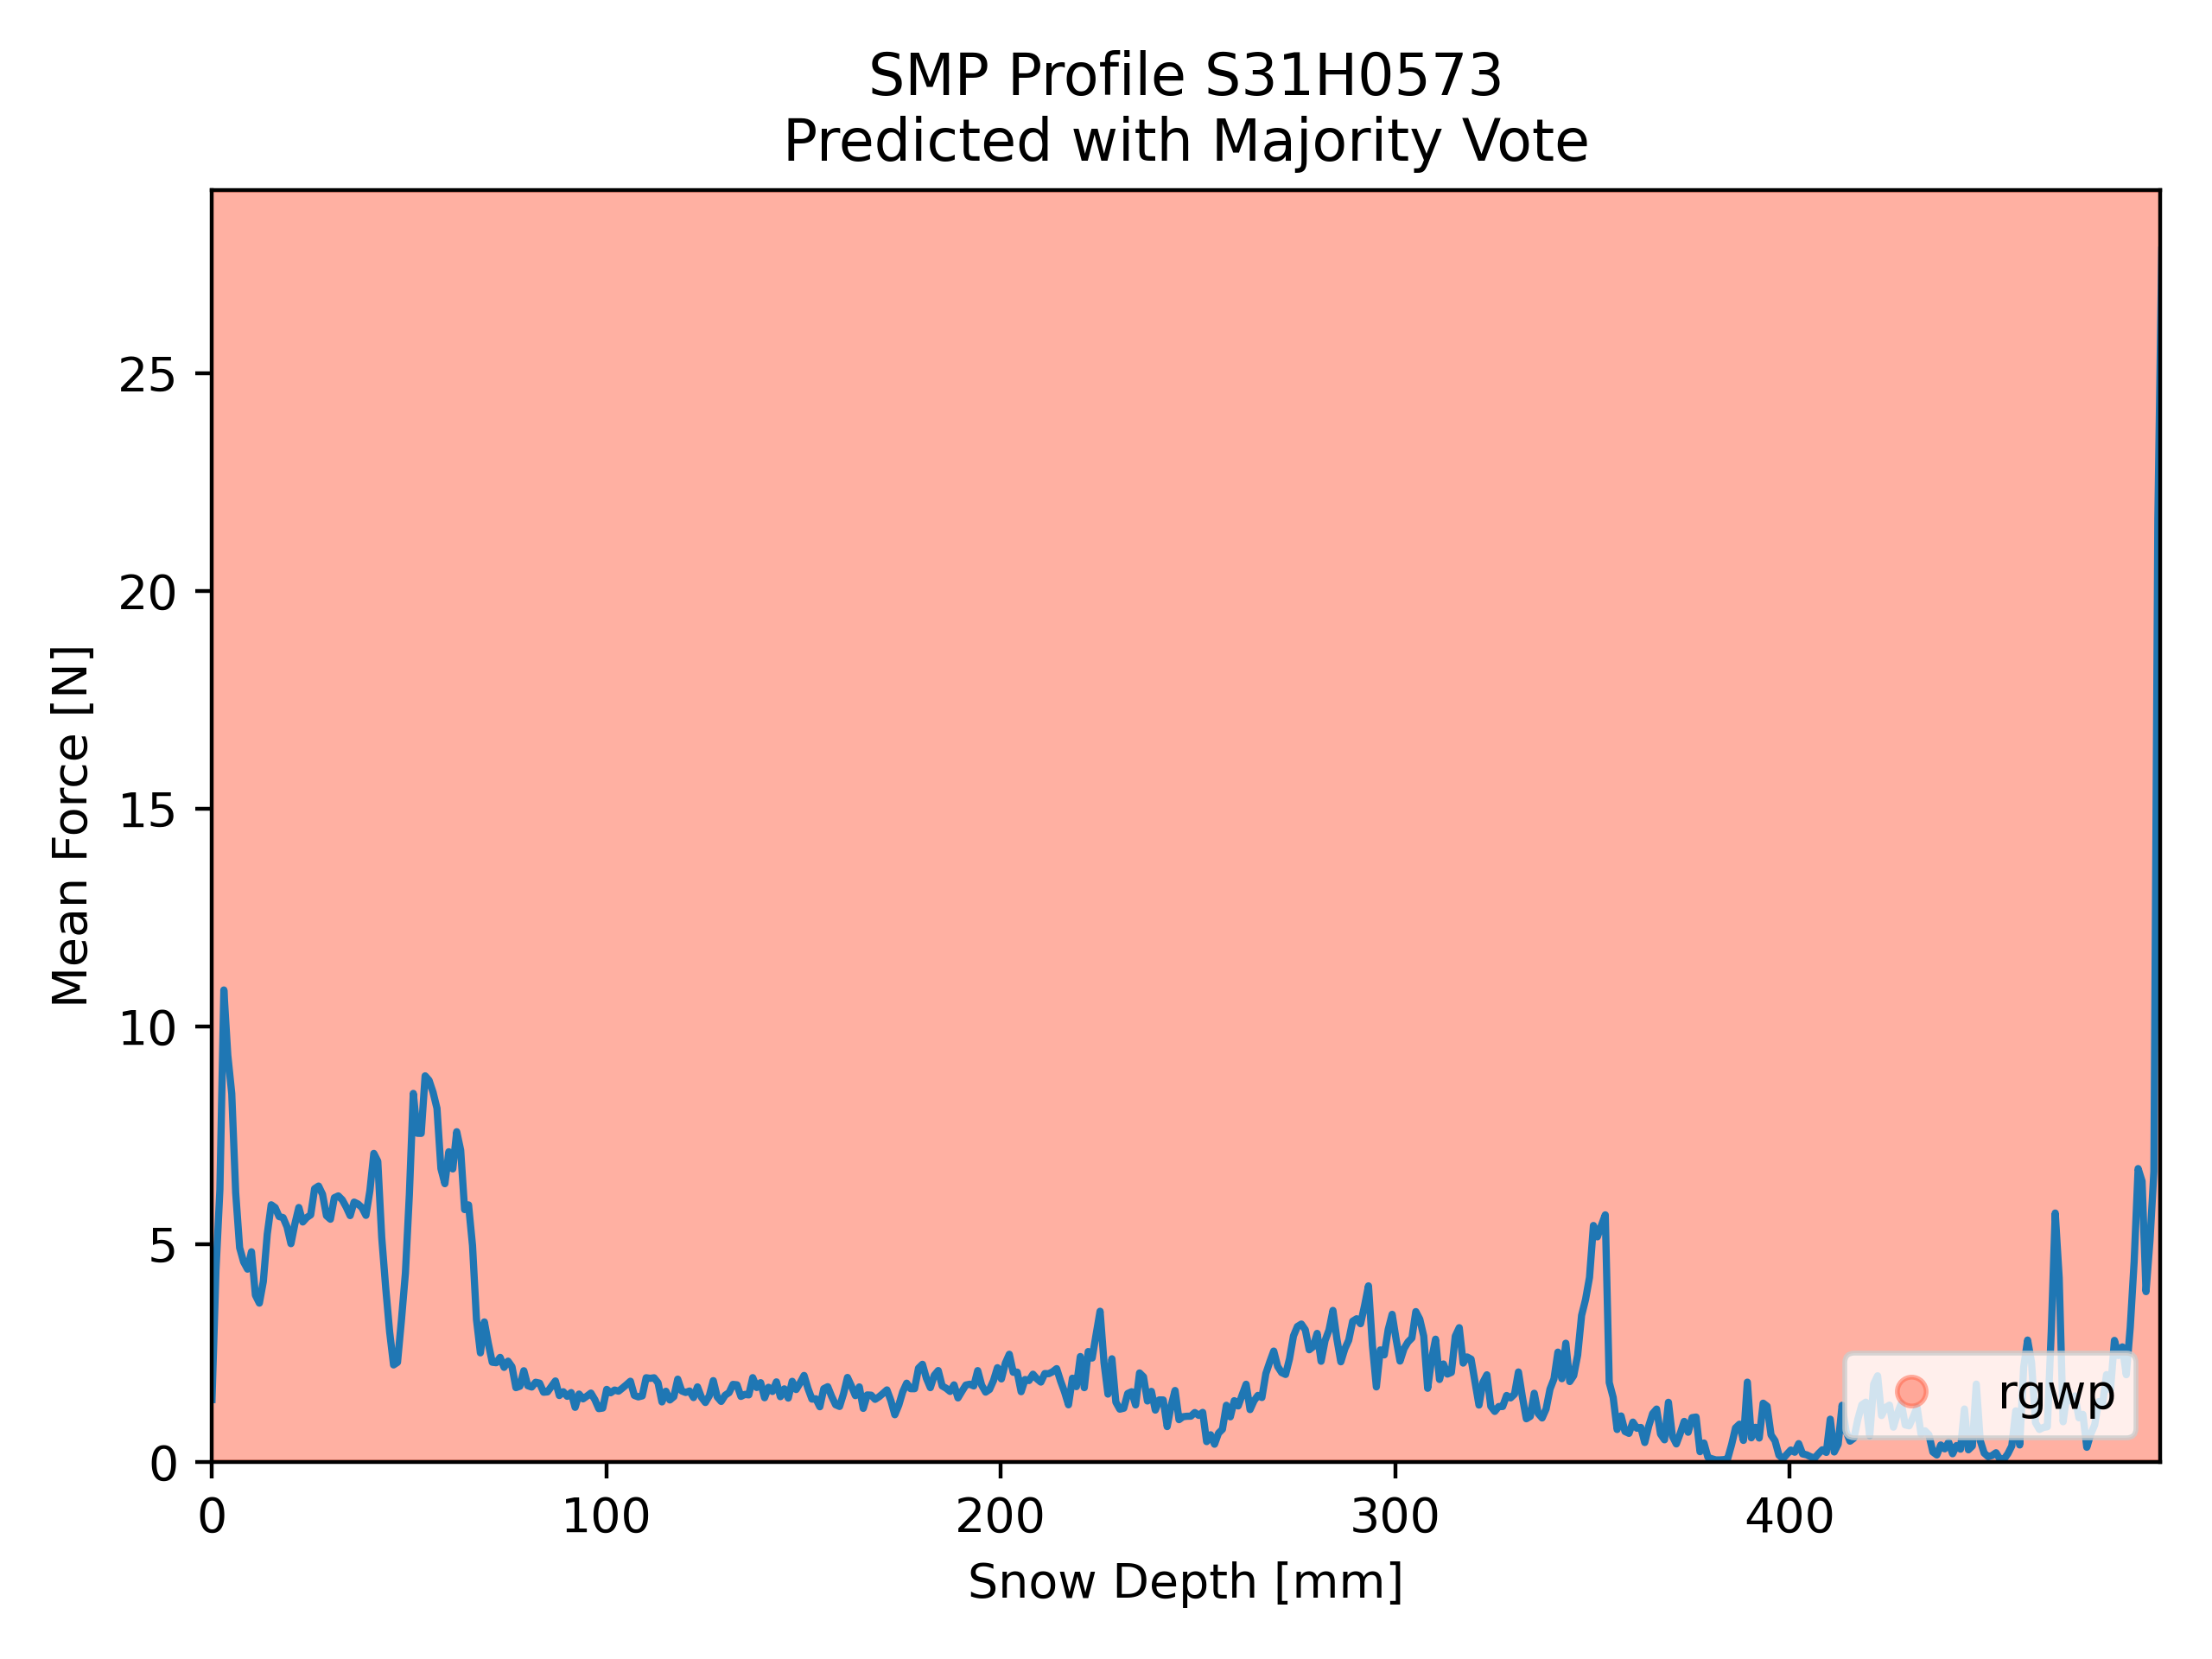 SMP Profile S31H0573
Predicted with Majority Vote
Mean Force [N]
25
20
15
10
5
0
rgwp
0 100 200 300 400
Snow Depth [mm]